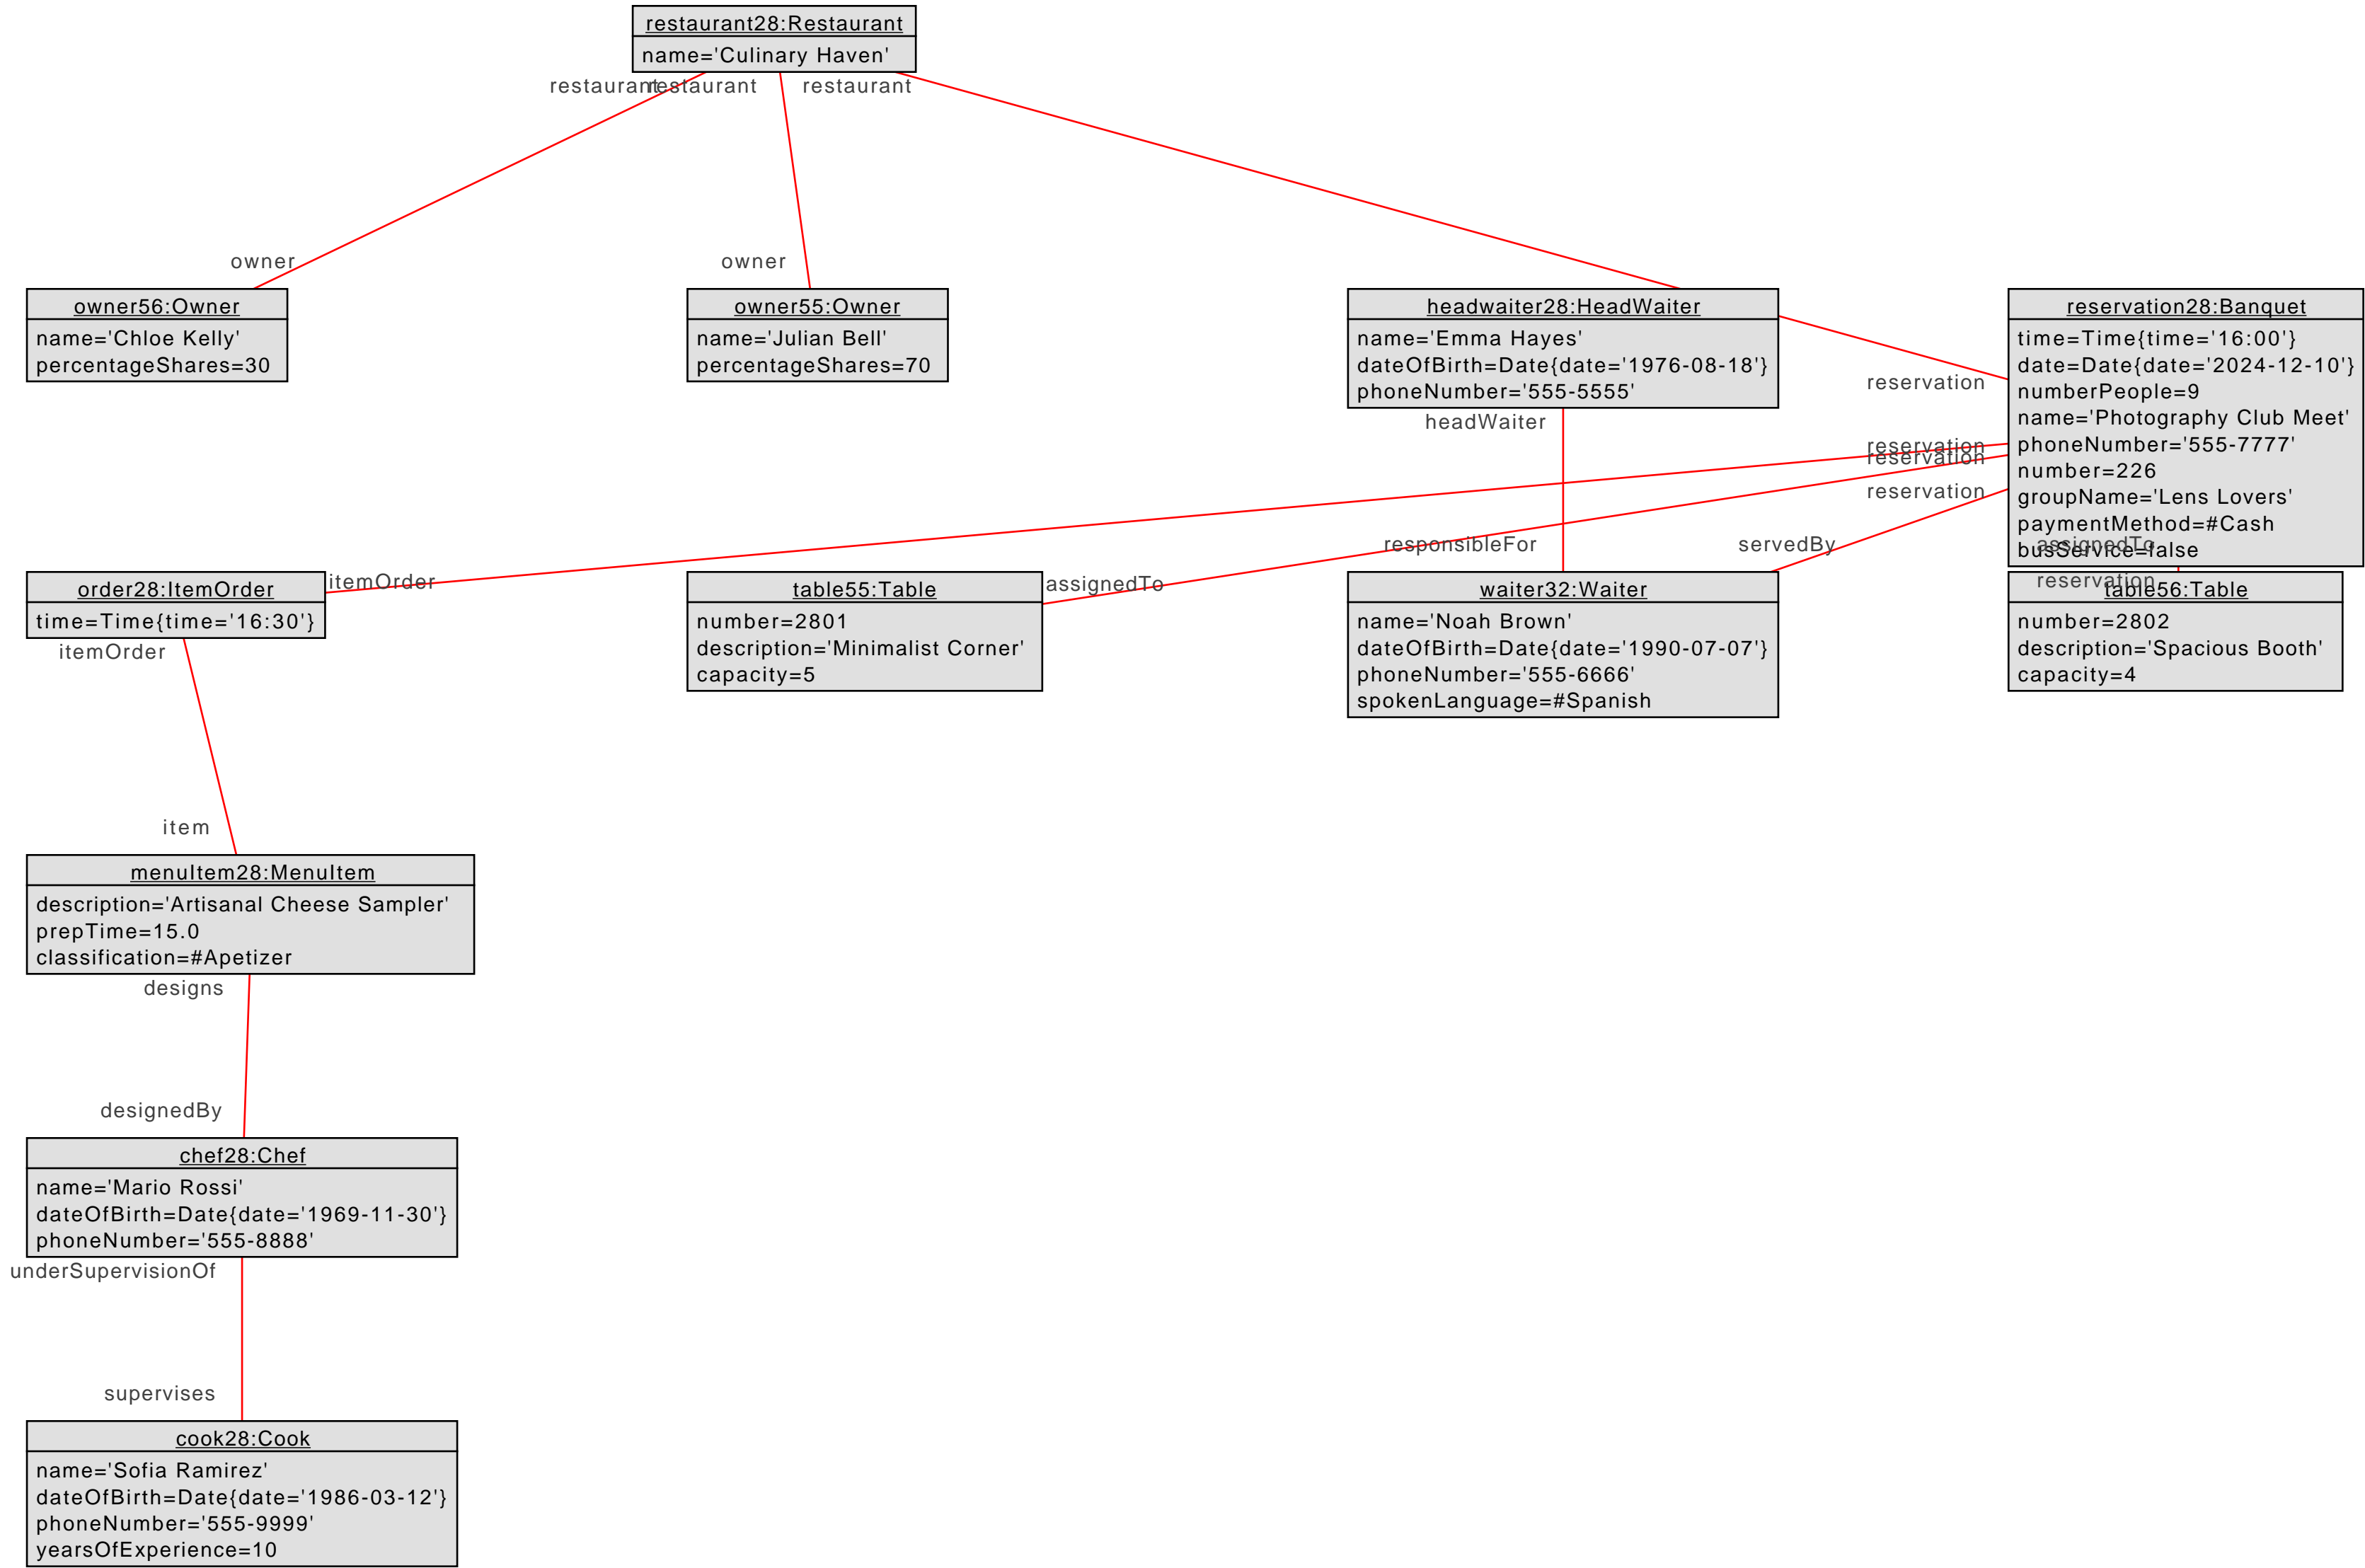 restaurant28:Restaurant
name='Culinary Haven'
restaurant
restaurant
restaurant
owner
owner
owner56:Owner
name='Chloe Kelly'
percentageShares=30
owner55:Owner
name='Julian Bell'
percentageShares=70
headwaiter28:HeadWaiter
name='Emma Hayes'
dateOfBirth=Date{date='1976-08-18'}
phoneNumber='555-5555'
headWaiter
reservation28:Banquet
time=Time{time='16:00'}
date=Date{date='2024-12-10'}
numberPeople=9
name='Photography Club Meet'
phoneNumber='555-7777'
number=226
groupName='Lens Lovers'
paymentMethod=#Cash
busService=false
reservation
reservation
reservation
reservation
responsibleFor
servedBy
assignedTo
reservation
order28:ItemOrder
time=Time{time='16:30'}
itemOrder
itemOrder
table55:Table
number=2801
description='Minimalist Corner'
capacity=5
assignedTo
waiter32:Waiter
name='Noah Brown'
dateOfBirth=Date{date='1990-07-07'}
phoneNumber='555-6666'
spokenLanguage=#Spanish
table56:Table
number=2802
description='Spacious Booth'
capacity=4
item
menuItem28:MenuItem
description='Artisanal Cheese Sampler'
prepTime=15.0
classification=#Apetizer
designs
designedBy
chef28:Chef
name='Mario Rossi'
dateOfBirth=Date{date='1969-11-30'}
phoneNumber='555-8888'
underSupervisionOf
supervises
cook28:Cook
name='Sofia Ramirez'
dateOfBirth=Date{date='1986-03-12'}
phoneNumber='555-9999'
yearsOfExperience=10